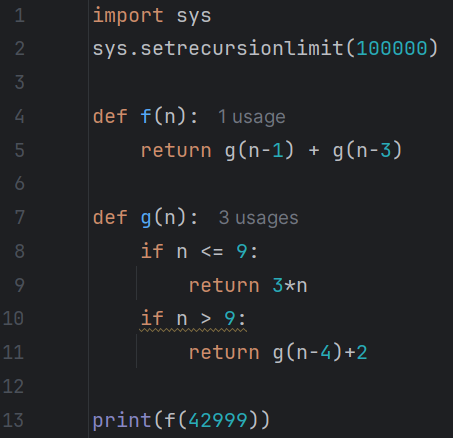 1 import sys
2 sys.setrecursionlimit(100000)
3
4 def f(n): 1 usage
5     return g(n-1) + g(n-3)
6
7 def g(n): 3 usages
8     if n <= 9:
9         return 3*n
10     if n > 9:
11         return g(n-4)+2
12
13 print(f(42999))